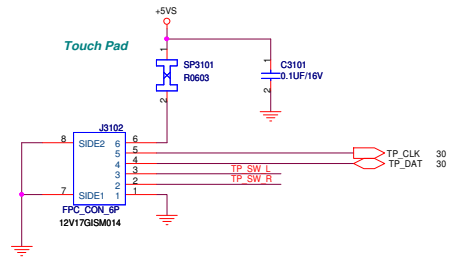 +5VS
Touch Pad
1
SP3101
R0603
2
1
C3101
0.1UF/16V
2
J3102
8
SIDE2
6
6
5
5
TP_CLK 30
4
4
TP_DAT 30
3
3
TP_SW_L
2
2
TP_SW_R
7
SIDE1
1
1
FPC_CON_6P
12V17GISM014